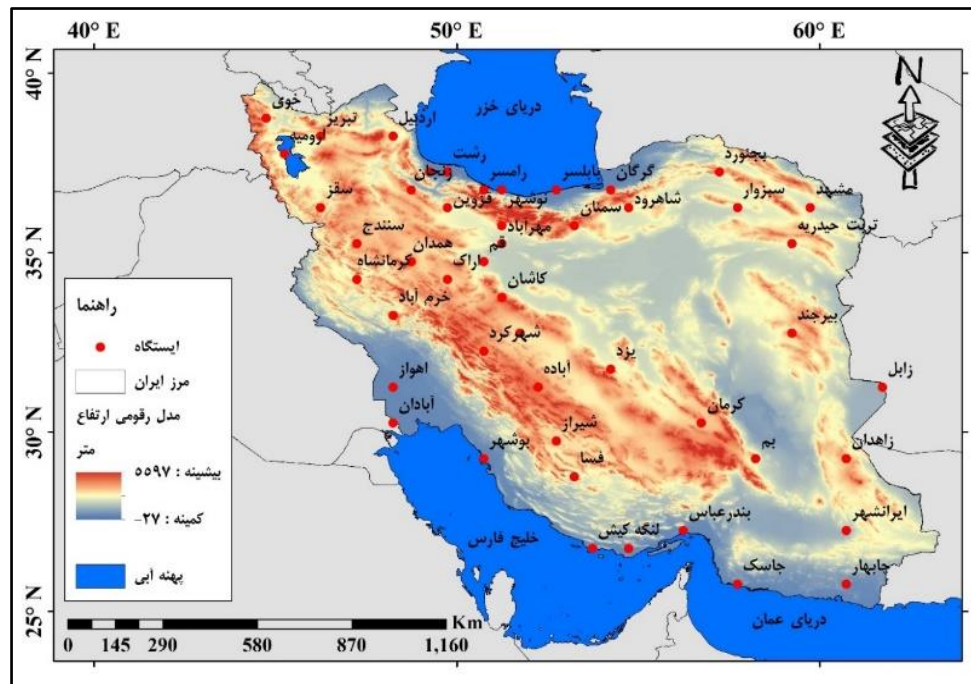 40° E
50° E
60° E
40° N
35° N
30° N
25° N
N
دریای خزر
خوی
تبریز
اردبیل
ارومیه
رشت
زنجان
رامسر
بابلسر
گرگان
بجنورد
نوشهر
سقز
قزوین
سمنان
شاهرود
سبزوار
مشهد
سنندج
مهرآباد
تربت حیدریه
همدان
قم
کرمانشاه
اراک
کاشان
خرم آباد
بیرجند
شهرکرد
یزد
زابل
اهواز
آباده
آبادان
کرمان
شیراز
زاهدان
بوشهر
بم
فسا
ایرانشهر
بندرعباس
لنگه کیش
خلیج فارس
جاسک
چابهار
دریای عمان
راهنما
ایستگاه
مرز ایران
مدل رقومی ارتفاع
متر
بیشینه : ۵۵۹۷
کمینه : ۲۷-
پهنه آبی
Km
0 145 290 580 870 1,160